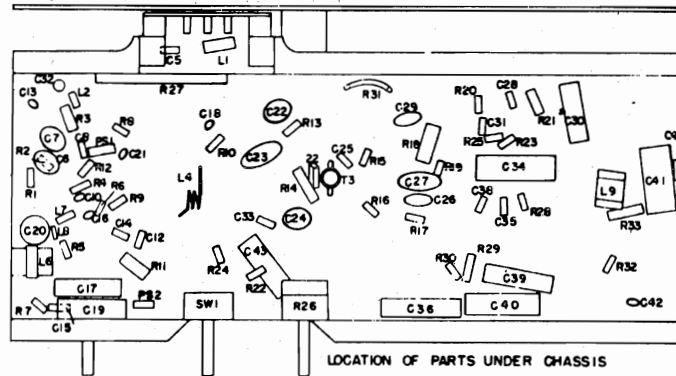 C5 L1
C32
C13 L2 R27
R31
R20 C28
R3 C18 C22 C29 R21 C30
C7 R8 R13 C31
C8 PS1 R10 R25 R23
R2 C6 C21 C23 C25 R15 R18
R12 R19 C34 C41
R1 R4 R6 L4 22 T3 C27 L9
C10 R9 R14 C26 C38 C35 R28
L7 C16 C33 C24 R16 R17 R33
C20 L8 C14 C12
R5 C43
L6 R11 R24 R30 R29 R32
R22 C39
C17
R7 C19 PS2 SW1 R26 C36 C40 C42
C15
LOCATION OF PARTS UNDER CHASSIS